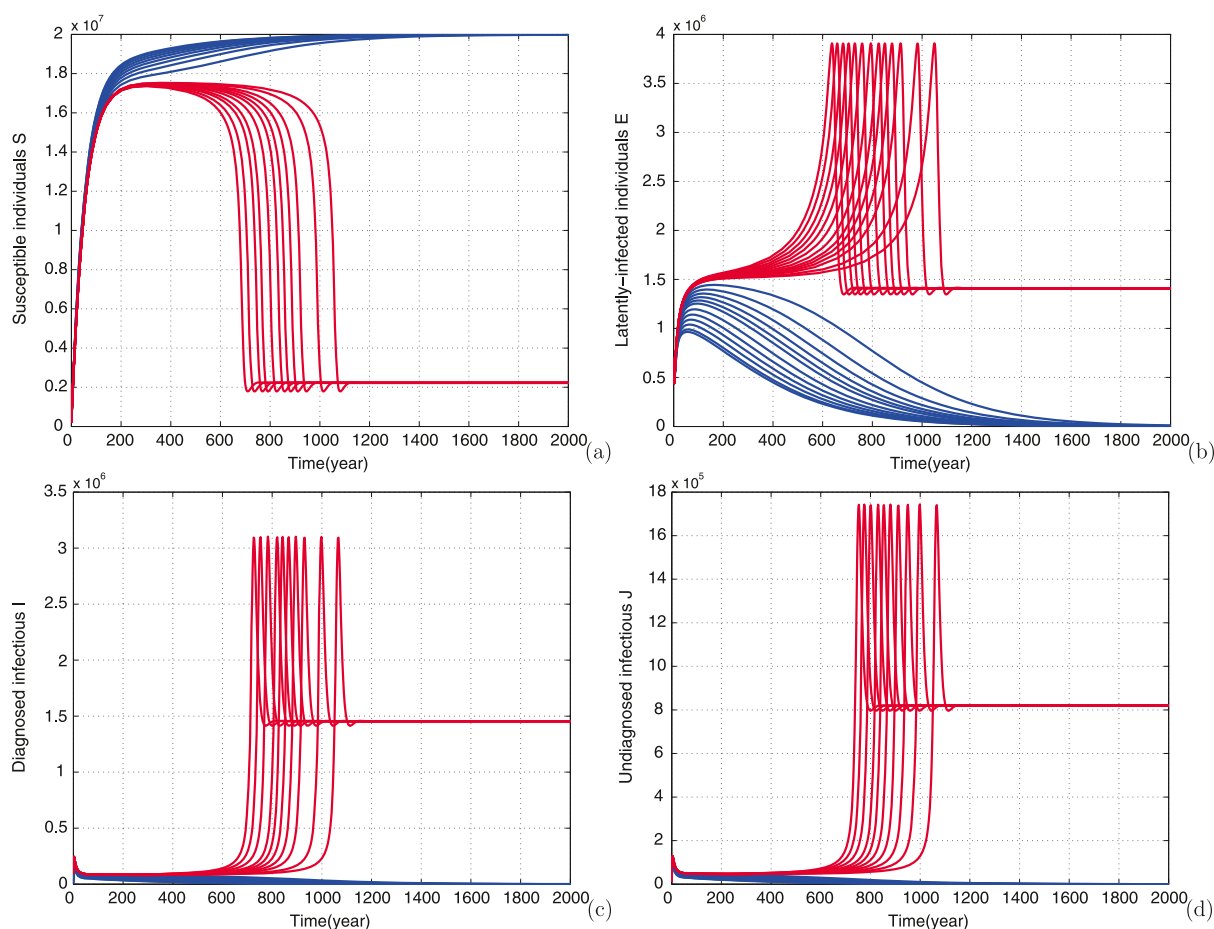 x 10^7
2
1.8
1.6
1.4
1.2
1
0.8
0.6
0.4
0.2
0
0 200 400 600 800 1000 1200 1400 1600 1800 2000
Time(year)
Susceptible individuals S
(a)
x 10^6
4
3.5
3
2.5
2
1.5
1
0.5
0
0 200 400 600 800 1000 1200 1400 1600 1800 2000
Time(year)
Latently−infected individuals E
(b)
x 10^6
3.5
3
2.5
2
1.5
1
0.5
0
0 200 400 600 800 1000 1200 1400 1600 1800 2000
Time(year)
Diagnosed infectious I
(c)
x 10^5
18
16
14
12
10
8
6
4
2
0
0 200 400 600 800 1000 1200 1400 1600 1800 2000
Time(year)
Undiagnosed infectious J
(d)